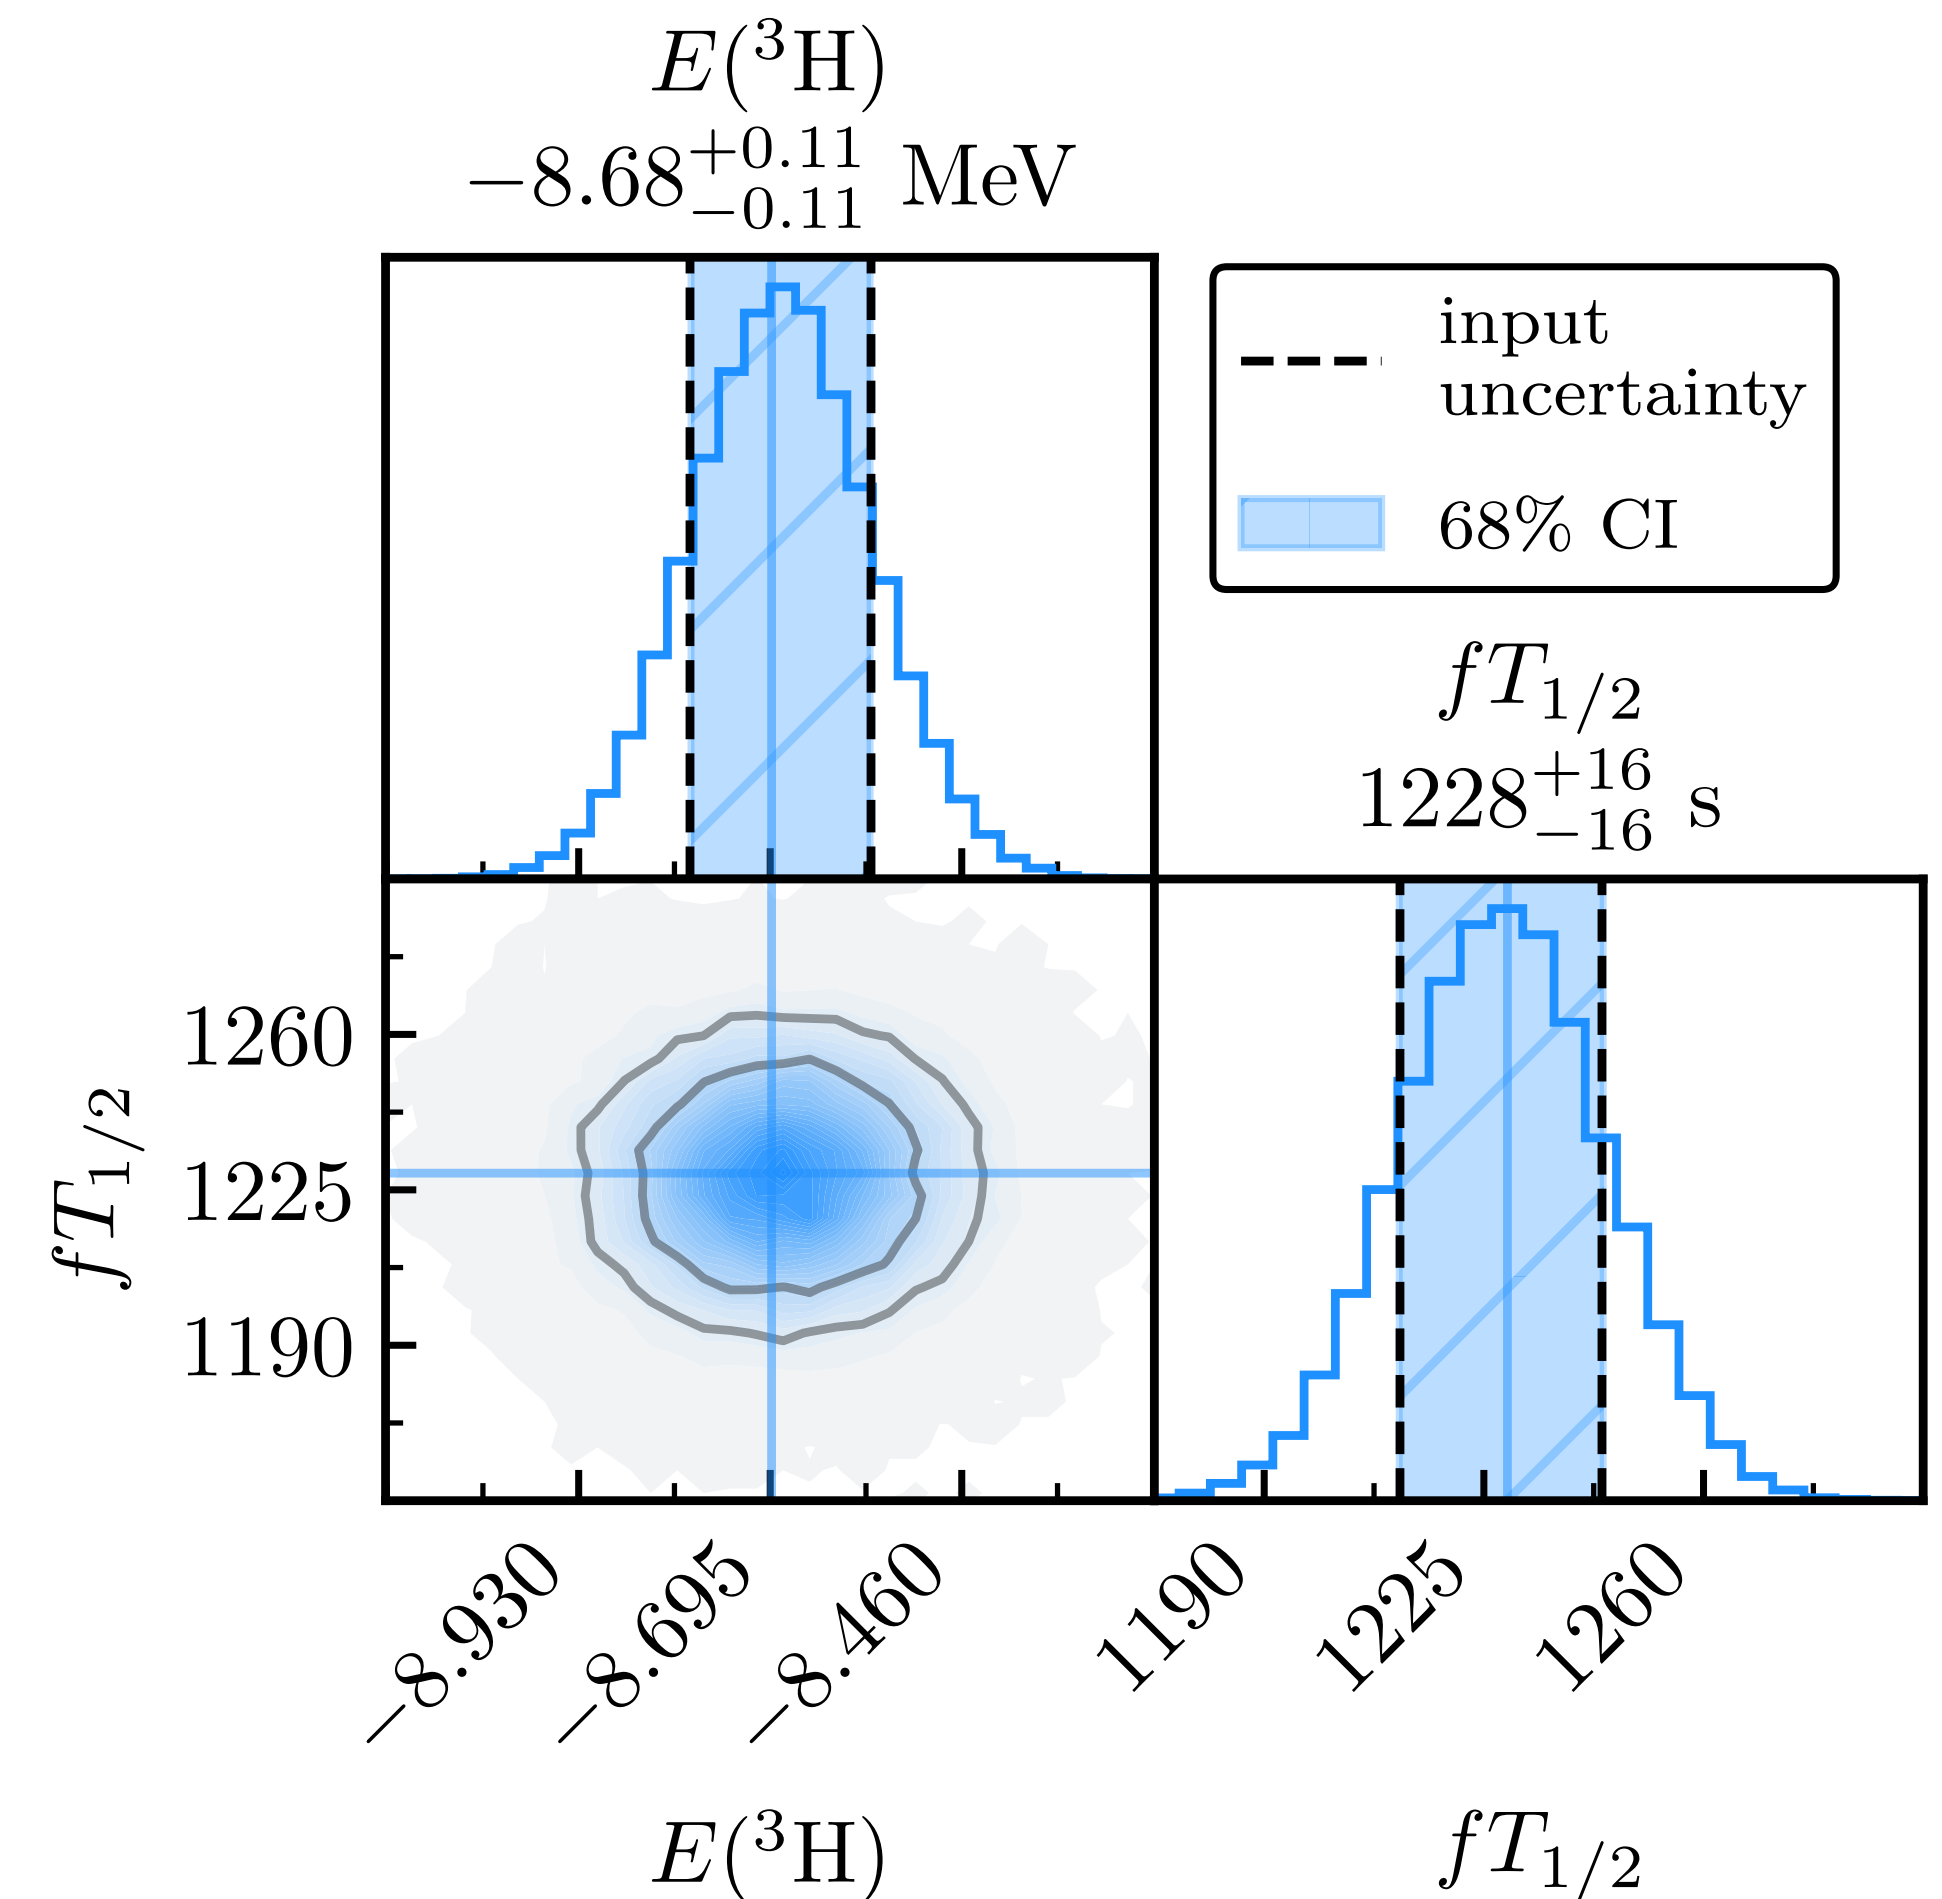 E(³H)
−8.68⁺⁰·¹¹₋₀.₁₁ MeV
input
uncertainty
68% CI
fT₁/₂
1228⁺¹⁶₋₁₆ s
1260
1225
1190
fT₁/₂
−8.930
−8.695
−8.460
1190
1225
1260
E(³H)
fT₁/₂